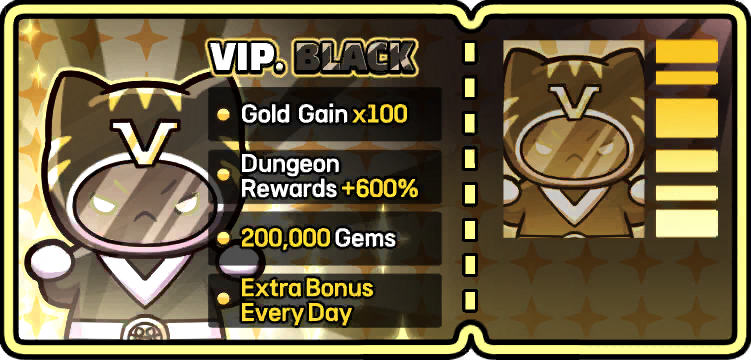 VIP. BLACK
Gold Gain x100
Dungeon
Rewards +600%
200,000 Gems
Extra Bonus
Every Day
V
V